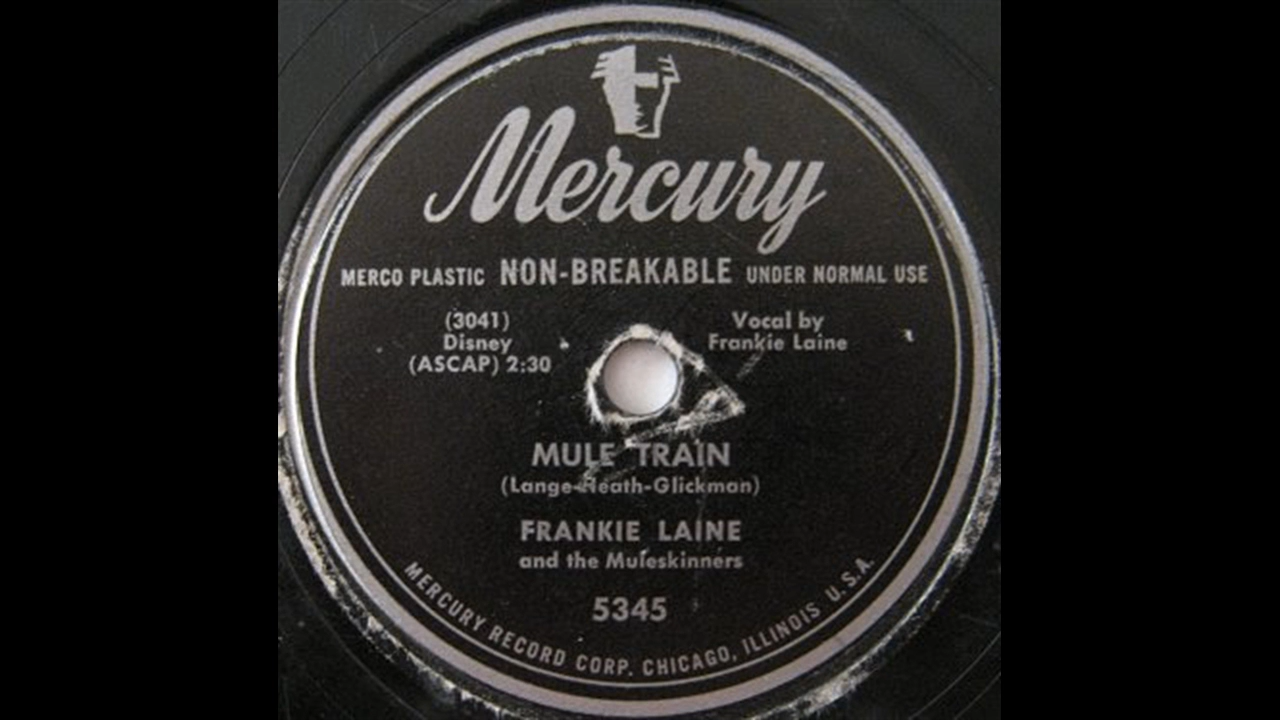 Mercury
MERCO PLASTIC NON-BREAKABLE UNDER NORMAL USE
(3041)
Disney
(ASCAP) 2:30
Vocal by
Frankie Laine
MULE TRAIN
(Lange-Heath-Glickman)
FRANKIE LAINE
and the Muleskinners
5345
MERCURY RECORD CORP. CHICAGO, ILLINOIS U.S.A.